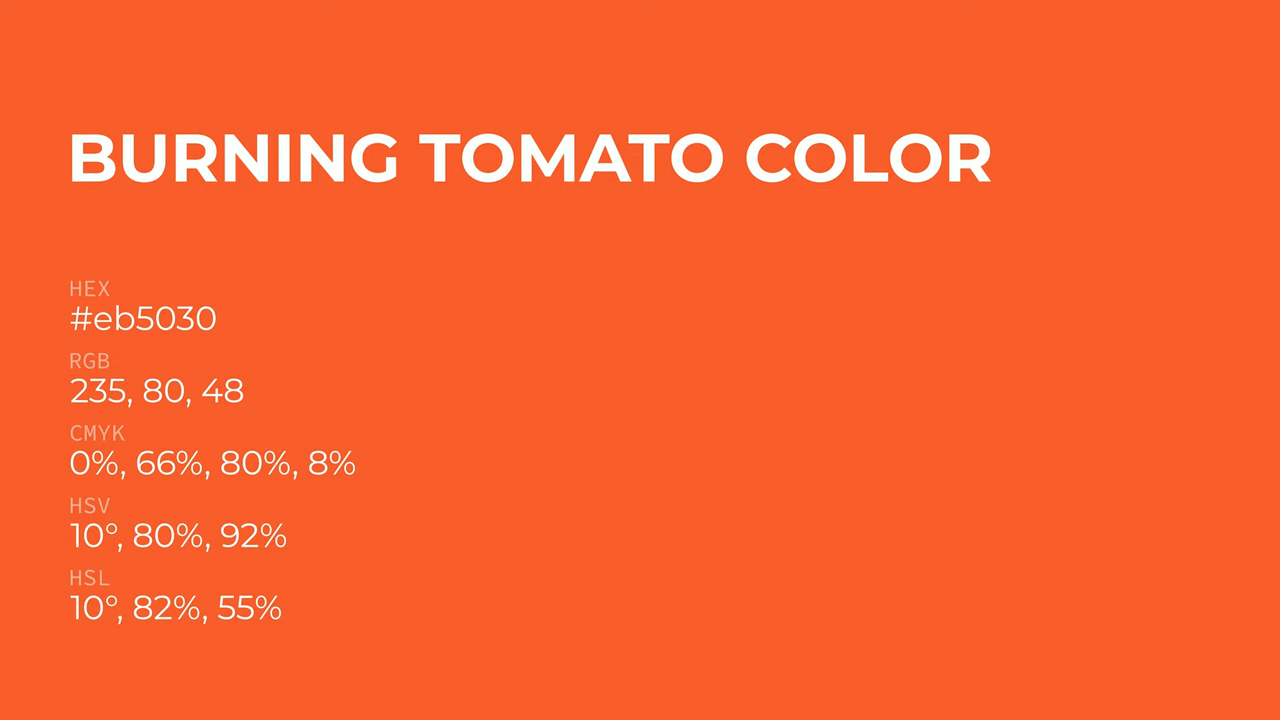 BURNING TOMATO COLOR
HEX
#eb5030
RGB
235, 80, 48
CMYK
0%, 66%, 80%, 8%
HSV
10°, 80%, 92%
HSL
10°, 82%, 55%